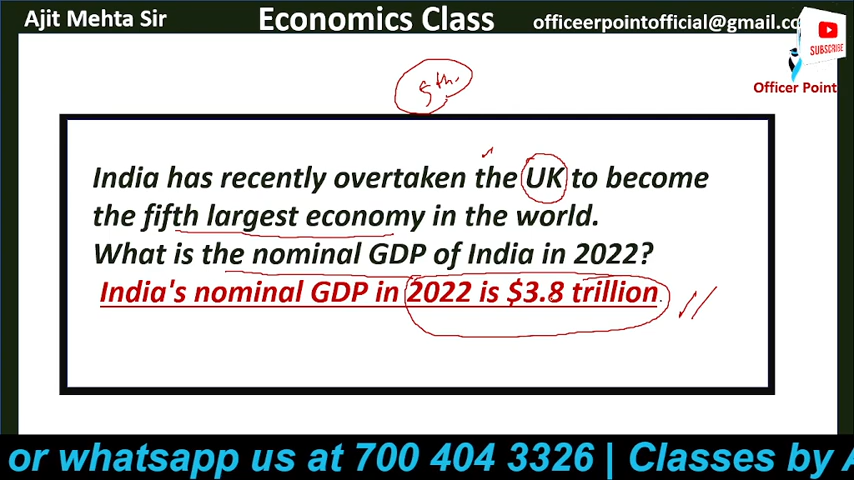 Ajit Mehta Sir
Economics Class
officeerpointofficial@gmail.co
SUBSCRIBE
Officer Point
5th
India has recently overtaken the UK to become
the fifth largest economy in the world.
What is the nominal GDP of India in 2022?
India's nominal GDP in 2022 is $3.8 trillion.
or whatsapp us at 700 404 3326 | Classes by A